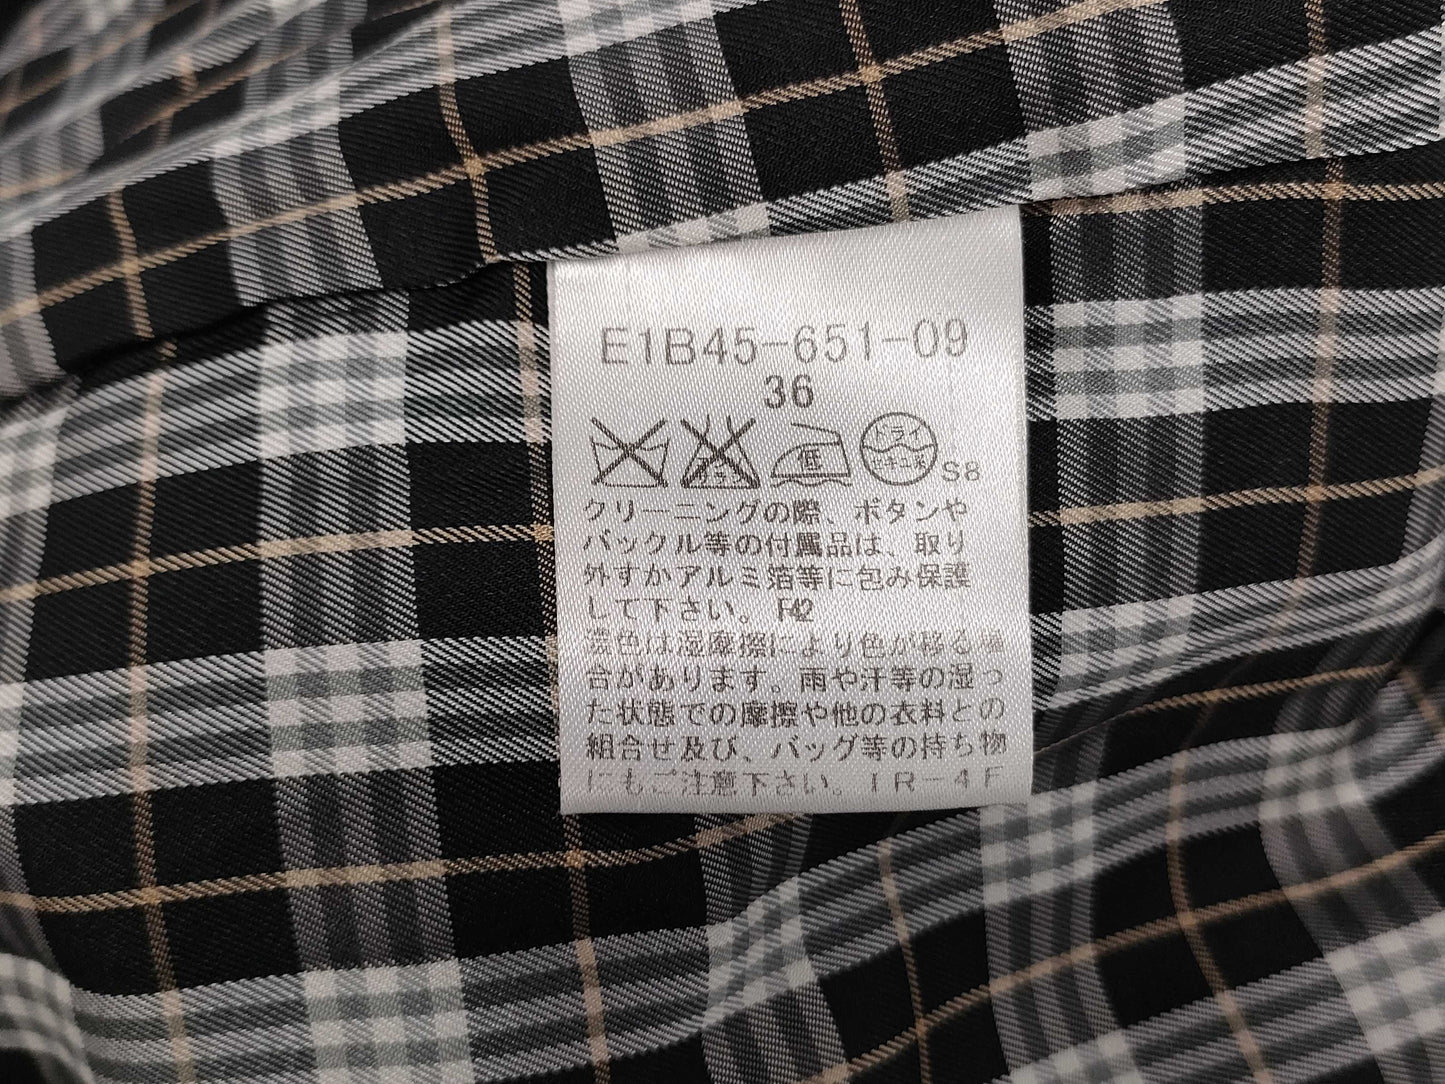 E1B45-651-09
36
低 ドライ セキユ系 S8
クリーニングの際、ボタンや
バックル等の付属品は、取り
外すかアルミ箔等に包み保護
して下さい。F42
濃色は湿摩擦により色が移る場
合があります。雨や汗等の湿っ
た状態での摩擦や他の衣料との
組合せ及び、バッグ等の持ち物
にもご注意下さい。IR-4F